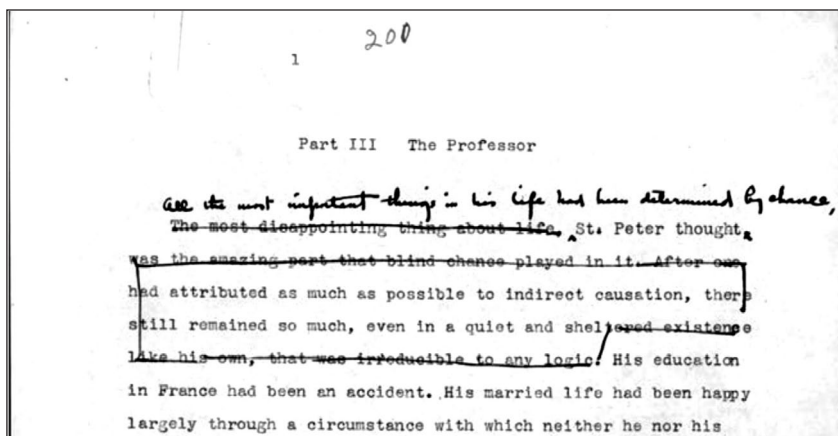 200
1
Part III The Professor
All the most important things in his life had been determined by chance,
The most disappointing thing about life, ^ St. Peter thought.
was the amazing part that blind chance played in it. After one
had attributed as much as possible to indirect causation, there
still remained so much, even in a quiet and sheltered existence
like his own, that was irreducible to any logic. His education
in France had been an accident. His married life had been happy
largely through a circumstance with which neither he nor his